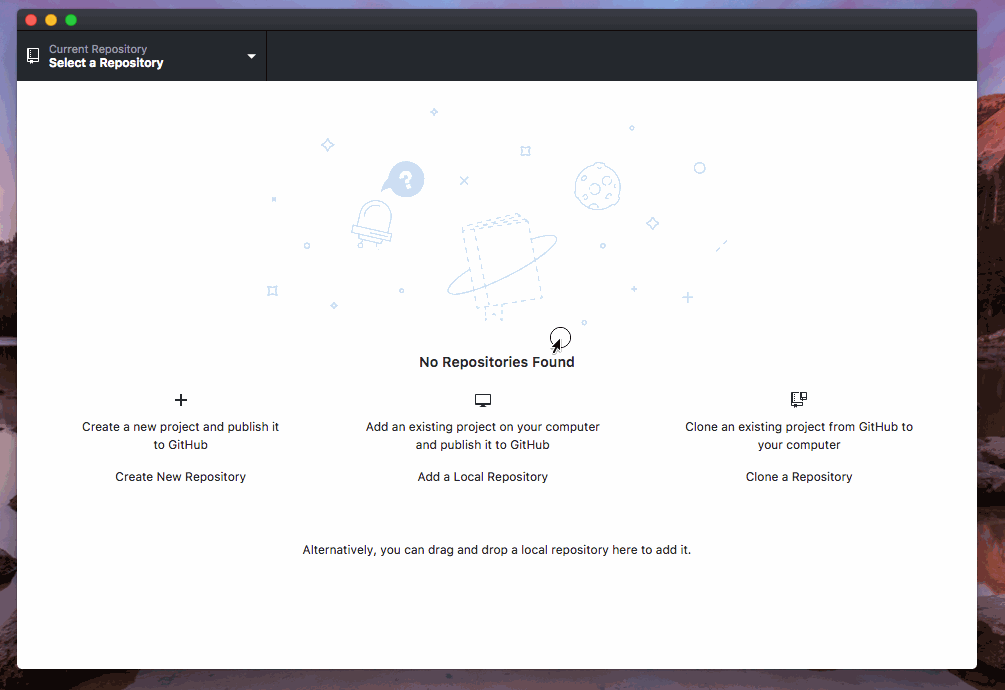 Current Repository
Select a Repository
?
No Repositories Found
Create a new project and publish it
to GitHub
Create New Repository
Add an existing project on your computer
and publish it to GitHub
Add a Local Repository
Clone an existing project from GitHub to
your computer
Clone a Repository
Alternatively, you can drag and drop a local repository here to add it.